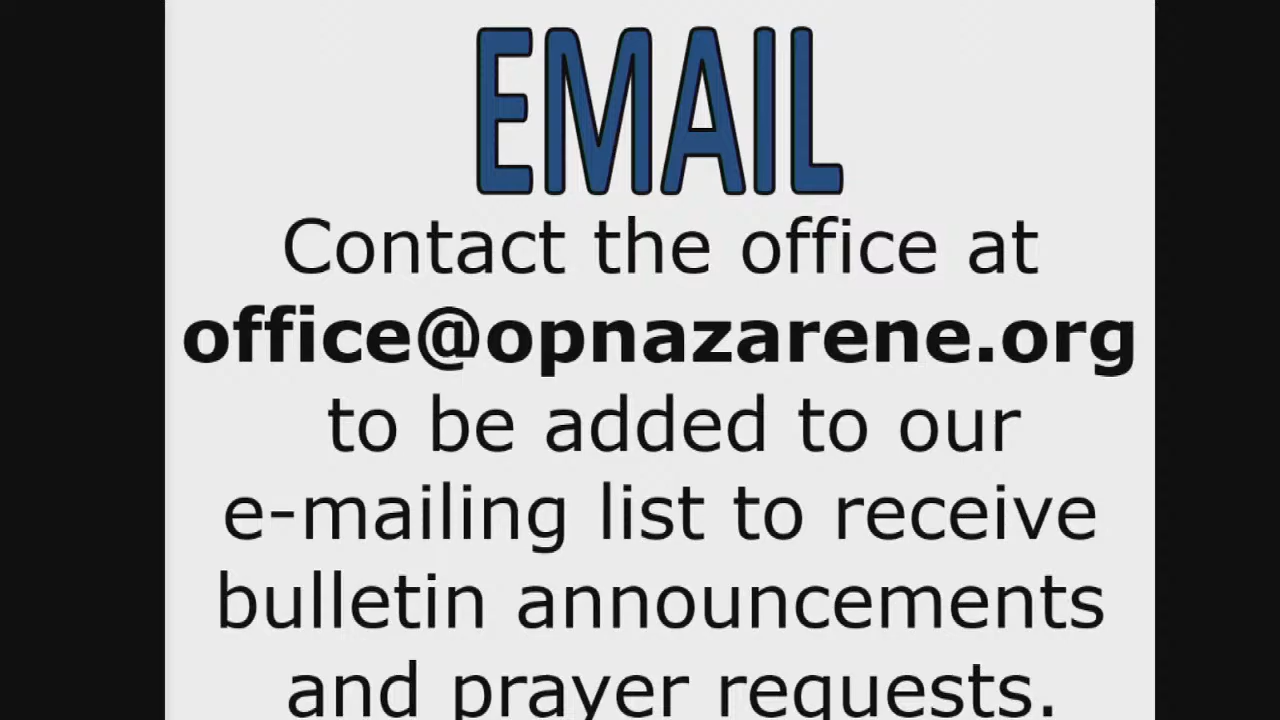 EMAIL
Contact the office at
office@opnazarene.org
to be added to our
e-mailing list to receive
bulletin announcements
and prayer requests.